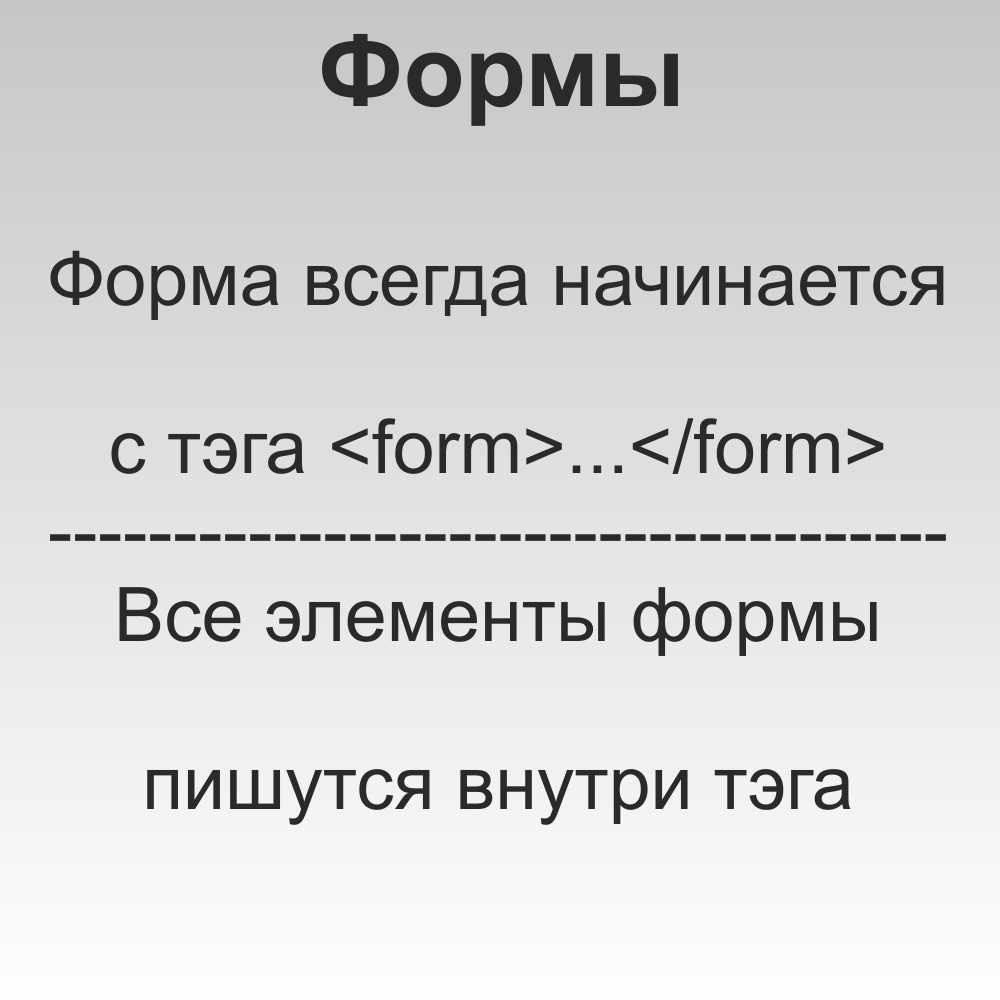 Формы
Форма всегда начинается
с тэга <form>...</form>
------------------------------------
Все элементы формы
пишутся внутри тэга